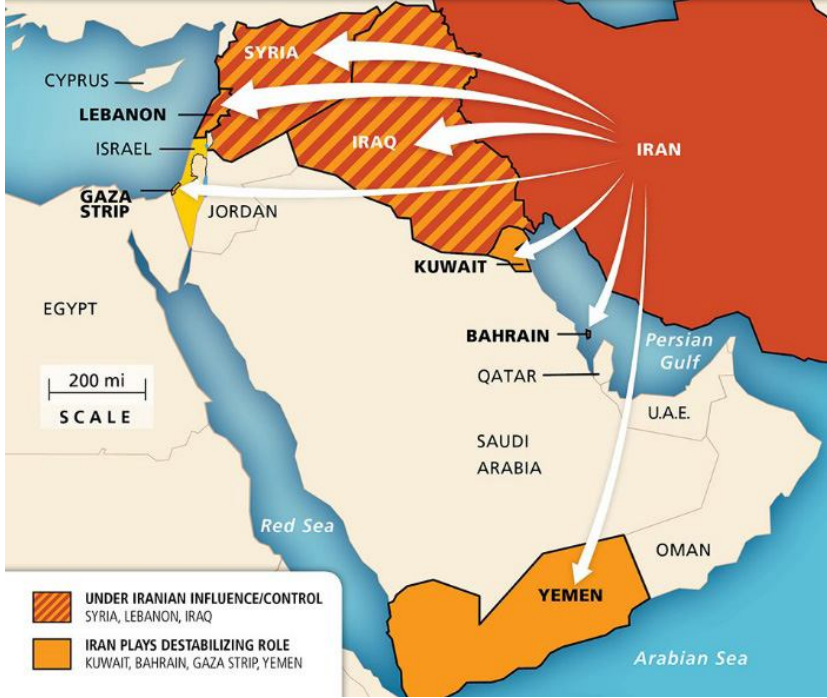 SYRIA
CYPRUS
LEBANON
ISRAEL
IRAQ
IRAN
GAZA
STRIP
JORDAN
KUWAIT
EGYPT
BAHRAIN
Persian
Gulf
QATAR
200 mi
SCALE
U.A.E.
SAUDI
ARABIA
Red Sea
OMAN
YEMEN
UNDER IRANIAN INFLUENCE/CONTROL
SYRIA, LEBANON, IRAQ
IRAN PLAYS DESTABILIZING ROLE
KUWAIT, BAHRAIN, GAZA STRIP, YEMEN
Arabian Sea